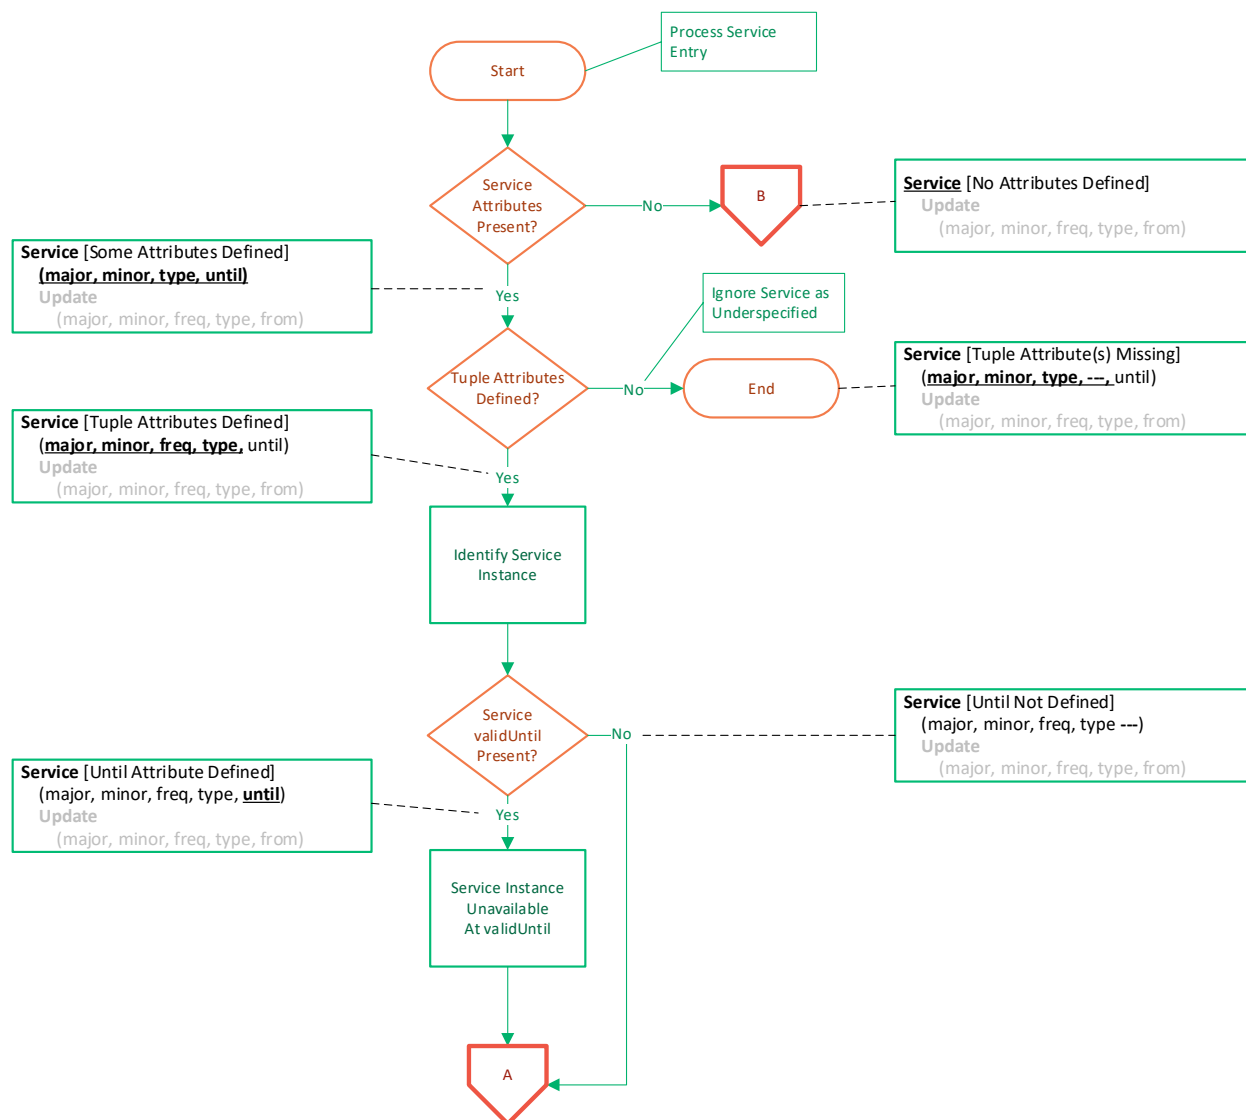 Process Service
Entry
Start
Service
Attributes
Present?
No
B
Service [No Attributes Defined]
Update
(major, minor, freq, type, from)
Service [Some Attributes Defined]
(major, minor, type, until)
Update
(major, minor, freq, type, from)
Yes
Ignore Service as
Underspecified
Tuple Attributes
Defined?
No
End
Service [Tuple Attribute(s) Missing]
(major, minor, type, ---, until)
Update
(major, minor, freq, type, from)
Service [Tuple Attributes Defined]
(major, minor, freq, type, until)
Update
(major, minor, freq, type, from)
Yes
Identify Service
Instance
Service
validUntil
Present?
No
Service [Until Not Defined]
(major, minor, freq, type ---)
Update
(major, minor, freq, type, from)
Service [Until Attribute Defined]
(major, minor, freq, type, until)
Update
(major, minor, freq, type, from)
Yes
Service Instance
Unavailable
At validUntil
A